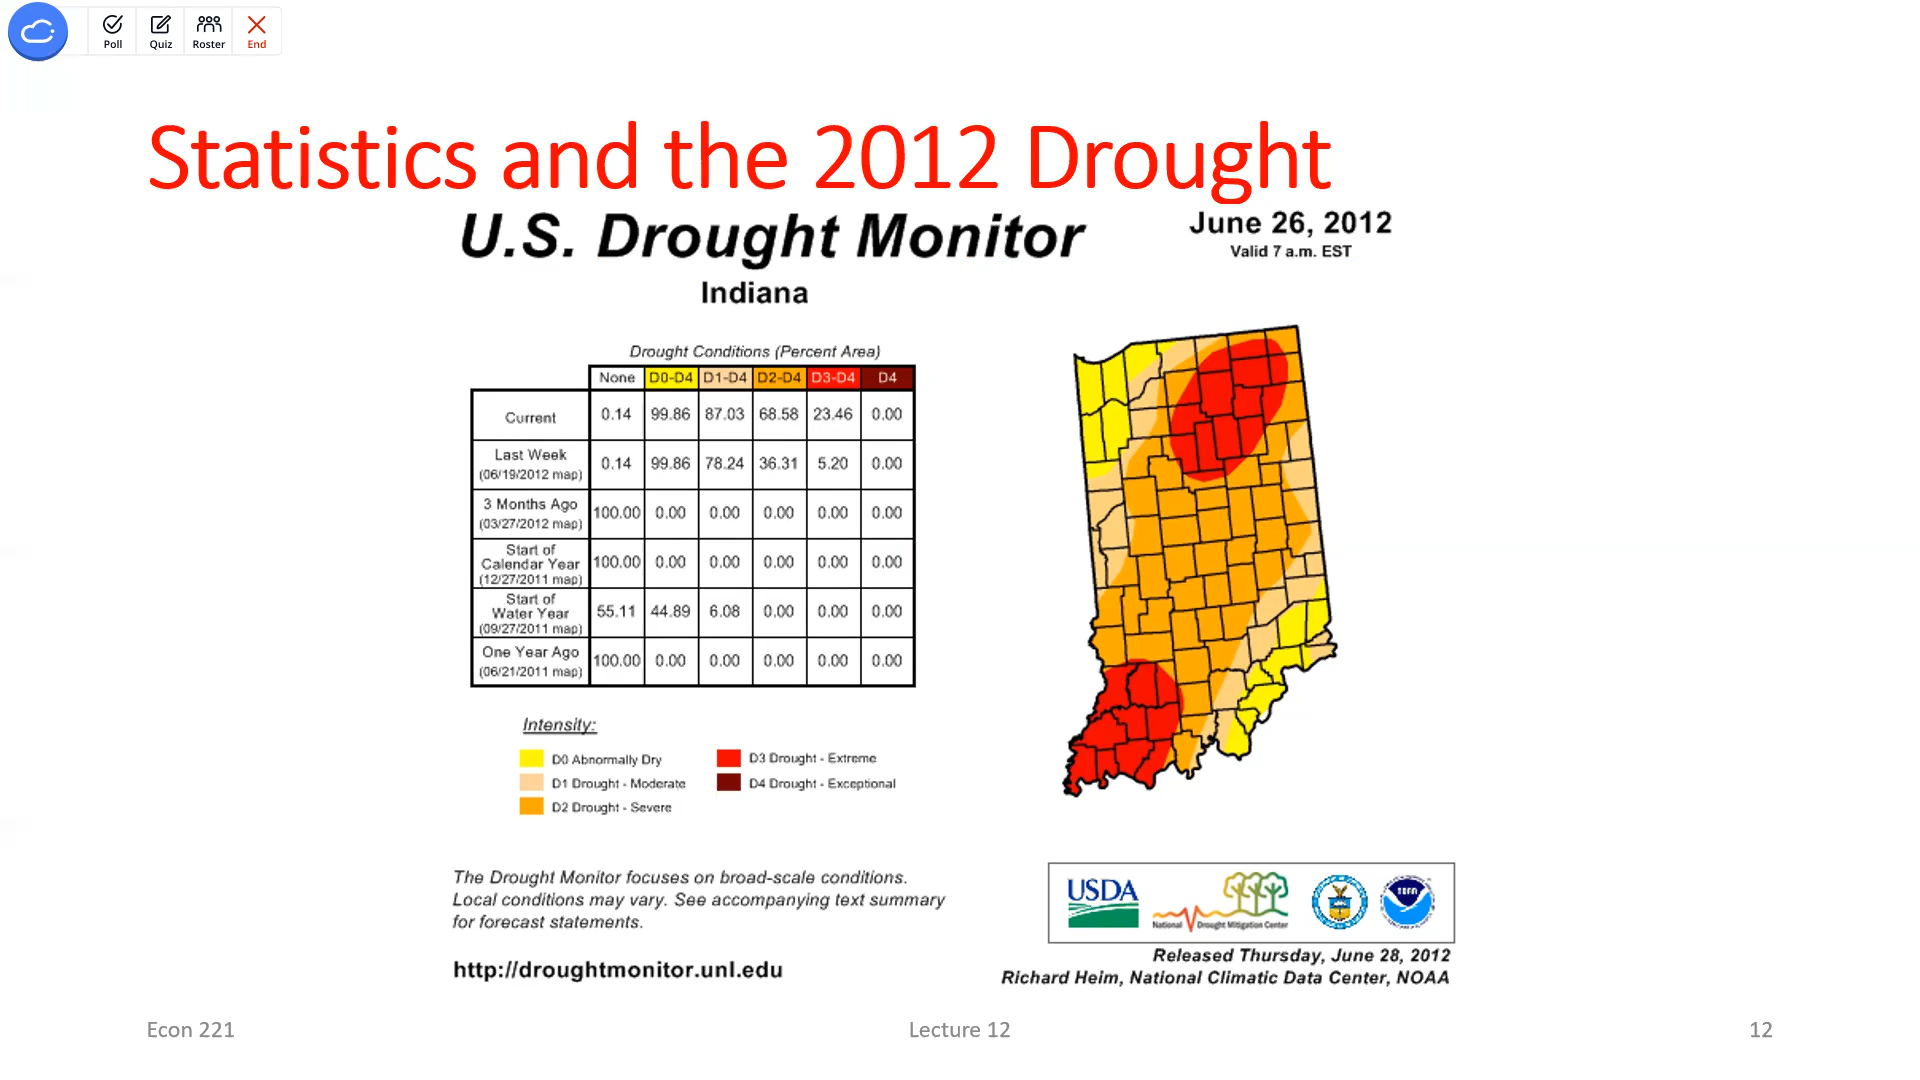 Poll Quiz Roster End
Statistics and the 2012 Drought
U.S. Drought Monitor
June 26, 2012
Valid 7 a.m. EST
Indiana
Drought Conditions (Percent Area)
None D0-D4 D1-D4 D2-D4 D3-D4 D4
Current 0.14 99.86 87.03 68.58 23.46 0.00
Last Week
(06/19/2012 map) 0.14 99.86 78.24 36.31 5.20 0.00
3 Months Ago
(03/27/2012 map) 100.00 0.00 0.00 0.00 0.00 0.00
Start of
Calendar Year
(12/27/2011 map) 100.00 0.00 0.00 0.00 0.00 0.00
Start of
Water Year
(09/27/2011 map) 55.11 44.89 6.08 0.00 0.00 0.00
One Year Ago
(06/21/2011 map) 100.00 0.00 0.00 0.00 0.00 0.00
Intensity:
D0 Abnormally Dry
D1 Drought - Moderate
D2 Drought - Severe
D3 Drought - Extreme
D4 Drought - Exceptional
The Drought Monitor focuses on broad-scale conditions.
Local conditions may vary. See accompanying text summary
for forecast statements.
http://droughtmonitor.unl.edu
USDA
National Drought Mitigation Center
Released Thursday, June 28, 2012
Richard Heim, National Climatic Data Center, NOAA
Econ 221
Lecture 12
12